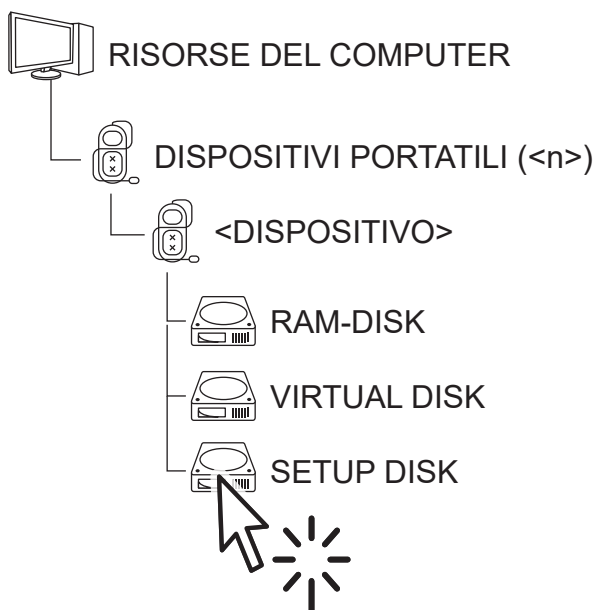 RISORSE DEL COMPUTER
DISPOSITIVI PORTATILI (<n>)
<DISPOSITIVO>
RAM-DISK
VIRTUAL DISK
SETUP DISK